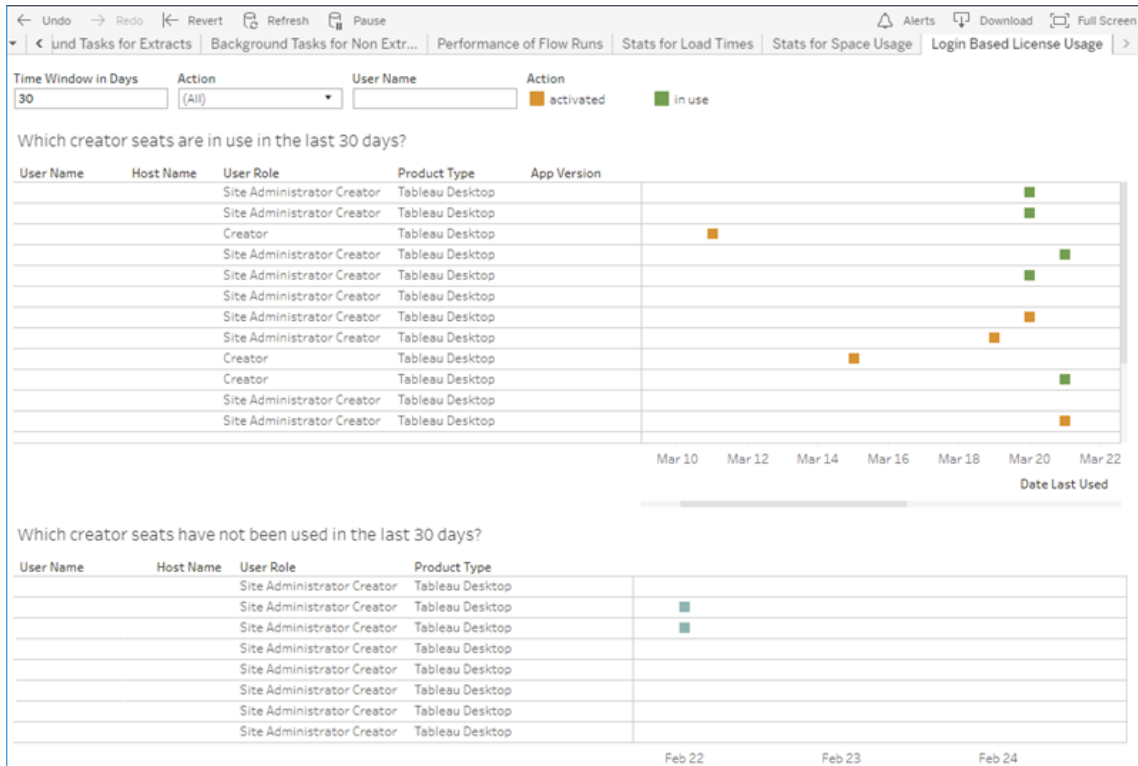 Undo Redo Revert Refresh Pause Alerts Download Full Screen
und Tasks for Extracts Background Tasks for Non Extr... Performance of Flow Runs Stats for Load Times Stats for Space Usage Login Based License Usage
Time Window in Days Action User Name Action
30 (All) activated in use
Which creator seats are in use in the last 30 days?
User Name Host Name User Role Product Type App Version
Site Administrator Creator Tableau Desktop
Site Administrator Creator Tableau Desktop
Creator Tableau Desktop
Site Administrator Creator Tableau Desktop
Site Administrator Creator Tableau Desktop
Site Administrator Creator Tableau Desktop
Site Administrator Creator Tableau Desktop
Site Administrator Creator Tableau Desktop
Creator Tableau Desktop
Creator Tableau Desktop
Site Administrator Creator Tableau Desktop
Site Administrator Creator Tableau Desktop
Mar 10 Mar 12 Mar 14 Mar 16 Mar 18 Mar 20 Mar 22
Date Last Used
Which creator seats have not been used in the last 30 days?
User Name Host Name User Role Product Type
Site Administrator Creator Tableau Desktop
Site Administrator Creator Tableau Desktop
Site Administrator Creator Tableau Desktop
Site Administrator Creator Tableau Desktop
Site Administrator Creator Tableau Desktop
Site Administrator Creator Tableau Desktop
Site Administrator Creator Tableau Desktop
Site Administrator Creator Tableau Desktop
Feb 22 Feb 23 Feb 24